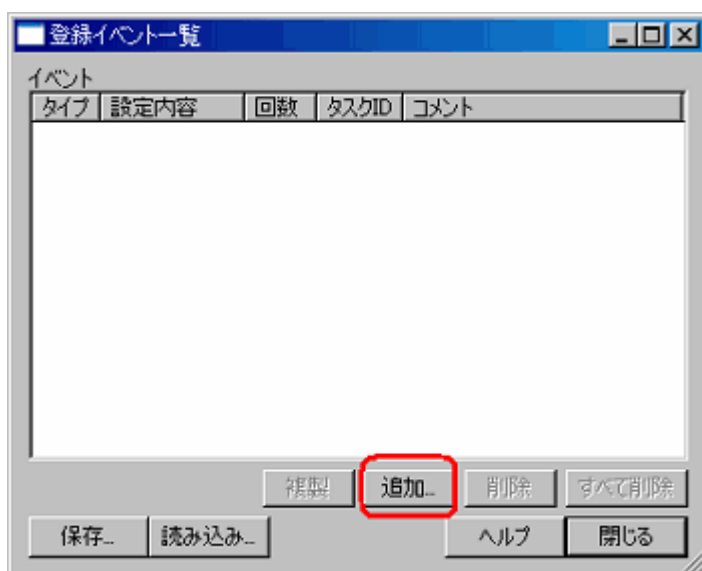 登録イベント一覧
イベント
タイプ 設定内容 回数 タスクID コメント
複製 追加... 削除 すべて削除
保存... 読み込み... ヘルプ 閉じる